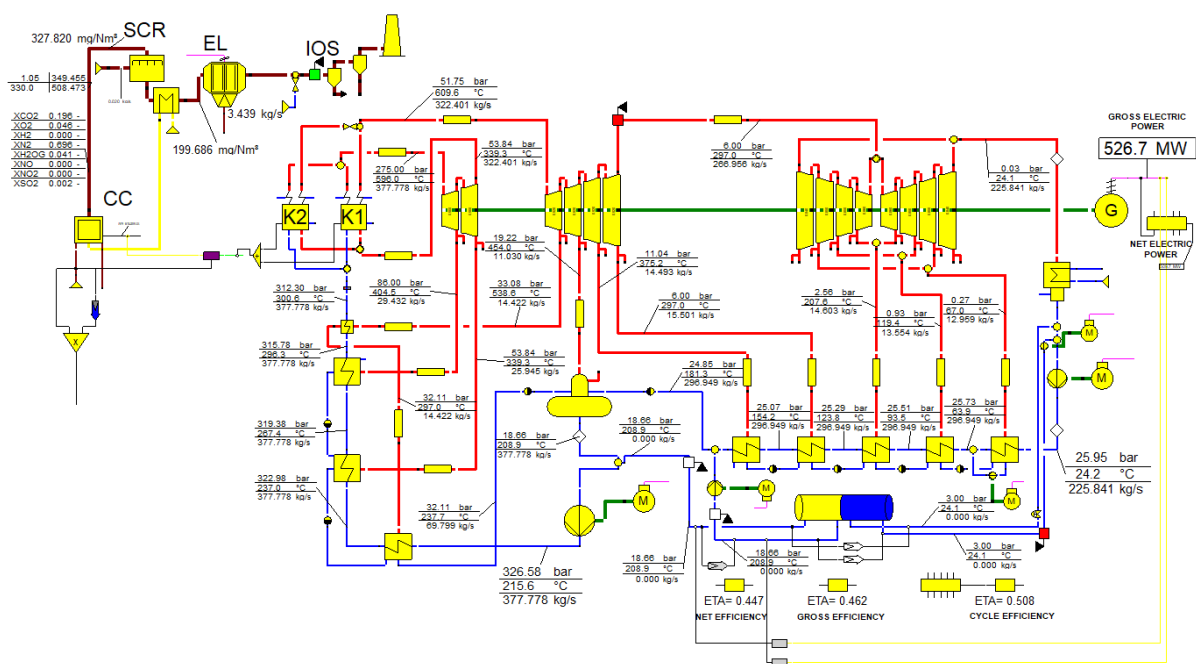 SCR
327.820 mg/Nm³
EL
IOS
1.05 349.455
330.0 508.473
3.439 kg/s
199.686 mg/Nm³
XCO2 0.196 -
XO2 0.046 -
XH2 0.000 -
XN2 0.696 -
XH2OG 0.041 -
XNO 0.000 -
XNO2 0.000 -
XSO2 0.002 -
CC
K2
K1
51.75 bar
609.6 °C
322.401 kg/s
53.84 bar
339.3 °C
322.401 kg/s
275.00 bar
596.0 °C
377.778 kg/s
6.00 bar
297.0 °C
266.956 kg/s
0.03 bar
24.1 °C
225.841 kg/s
GROSS ELECTRIC
POWER
526.7 MW
G
NET ELECTRIC
POWER
19.22 bar
454.0 °C
11.030 kg/s
11.04 bar
375.2 °C
14.493 kg/s
86.00 bar
404.5 °C
29.432 kg/s
33.08 bar
538.6 °C
14.422 kg/s
312.30 bar
300.6 °C
377.778 kg/s
6.00 bar
297.0 °C
15.501 kg/s
2.56 bar
207.6 °C
14.603 kg/s
0.93 bar
119.4 °C
13.554 kg/s
0.27 bar
67.0 °C
12.959 kg/s
315.78 bar
296.3 °C
377.778 kg/s
53.84 bar
339.3 °C
25.945 kg/s
24.85 bar
181.3 °C
296.949 kg/s
M
M
32.11 bar
297.0 °C
14.422 kg/s
25.07 bar
154.2 °C
296.949 kg/s
25.29 bar
123.8 °C
296.949 kg/s
25.51 bar
93.5 °C
296.949 kg/s
25.73 bar
63.9 °C
296.949 kg/s
319.38 bar
267.4 °C
377.778 kg/s
18.66 bar
208.9 °C
377.778 kg/s
18.66 bar
208.9 °C
0.000 kg/s
25.95 bar
24.2 °C
225.841 kg/s
322.98 bar
237.0 °C
377.778 kg/s
32.11 bar
237.7 °C
69.799 kg/s
M
M
M
3.00 bar
24.1 °C
0.000 kg/s
3.00 bar
24.1 °C
0.000 kg/s
326.58 bar
215.6 °C
377.778 kg/s
18.66 bar
208.9 °C
0.000 kg/s
18.66 bar
208.9 °C
0.000 kg/s
ETA= 0.447
NET EFFICIENCY
ETA= 0.462
GROSS EFFICIENCY
ETA= 0.508
CYCLE EFFICIENCY
X